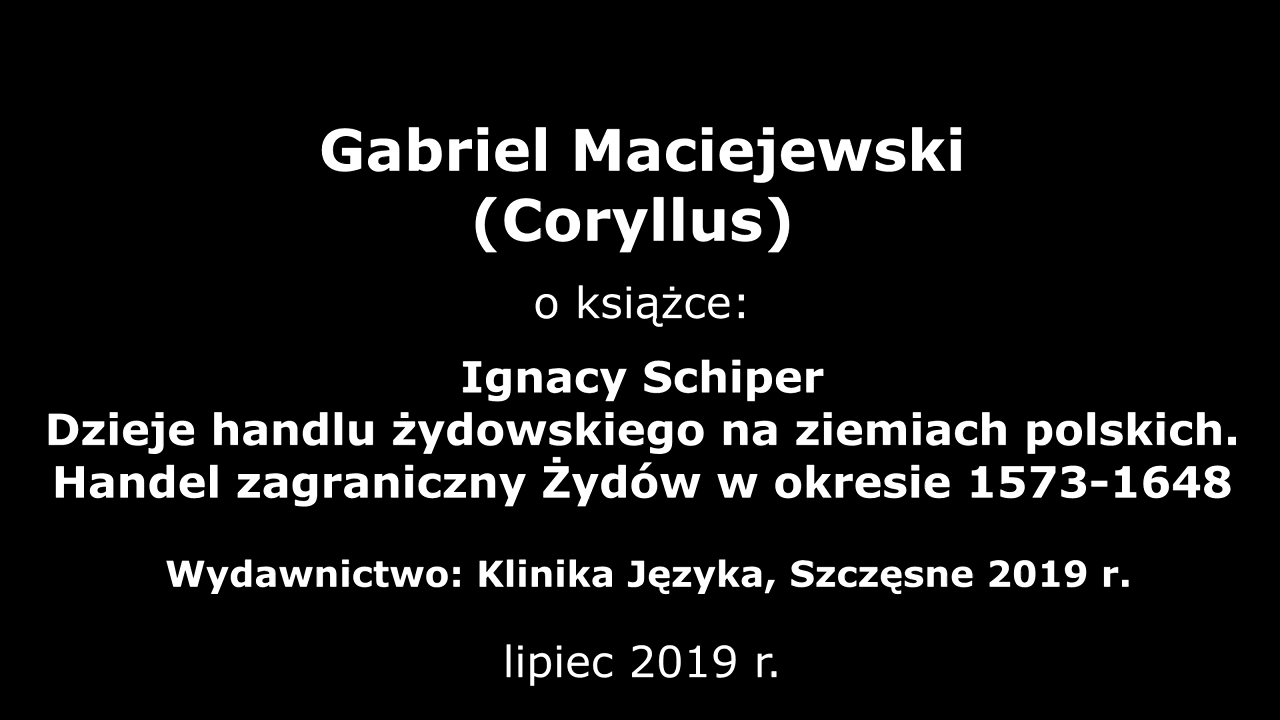 Gabriel Maciejewski
(Coryllus)
o książce:
Ignacy Schiper
Dzieje handlu żydowskiego na ziemiach polskich.
Handel zagraniczny Żydów w okresie 1573-1648
Wydawnictwo: Klinika Języka, Szczęsne 2019 r.
lipiec 2019 r.